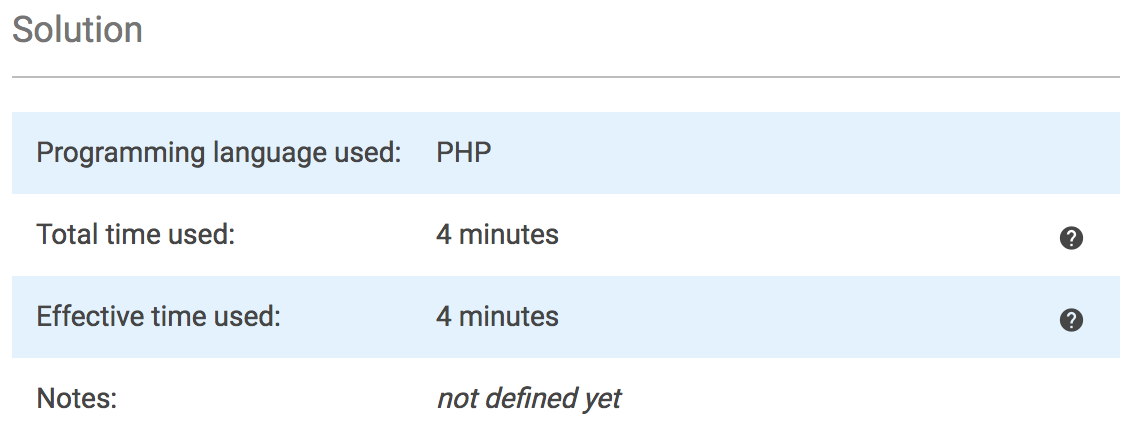 Solution
Programming language used: PHP
Total time used: 4 minutes
Effective time used: 4 minutes
Notes: not defined yet